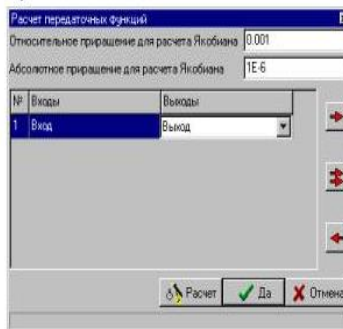 Расчет передаточных функций
Относительное приращение для расчета Якобиана 0.001
Абсолютное приращение для расчета Якобиана 1E-6
№ Входы Выходы
1 Вход Выход
Расчет Да Отмена